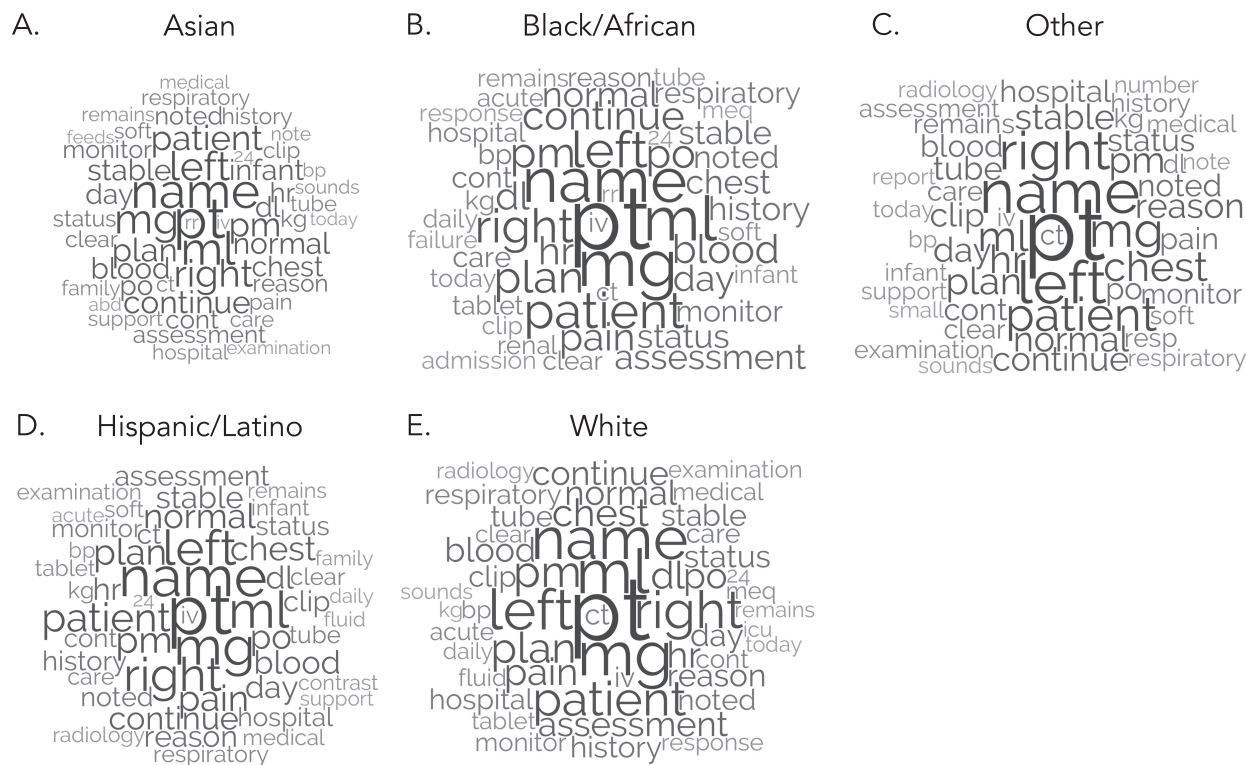 A. Asian
medical
respiratory
remains noted history
feeds soft patient note
monitor 24 clip
stable left infant bp
day name hr sounds
dl tube
status mg pt rr iv pm kg today
clear plan ml normal
blood right chest
family po ct reason
abd continue pain
support cont care
assessment
hospital examination
B. Black/African
remains reason tube
acute normal respiratory
response continue meq
hospital 24 stable
bp pm left po noted
cont name chest
kg dl rr
daily right pt iv ml history
failure hr soft
care mg blood
today plan day infant
ct
tablet patient monitor
clip
renal pain status
admission clear assessment
C. Other
radiology hospital number
assessment history
remains stable kg medical
blood right status
tube pm dl note
report care name noted
today clip iv reason
bp ml pt ct mg pain
day hr
infant plan left chest
support po monitor
small cont patient soft
clear normal resp
examination continue respiratory
sounds
D. Hispanic/Latino
assessment
examination stable remains
acute soft normal infant
monitor ct status
bp plan left chest family
tablet name dl clear
kg hr 24 clip daily
patient pt iv ml fluid
cont pm mg po tube
history right blood
care day contrast
noted pain support
continue hospital
radiology reason medical
respiratory
E. White
radiology continue examination
respiratory normal medical
tube chest stable
clear name care
blood status
clip pm ml dl po 24
sounds meq
kg bp left pt ct right remains
acute day icu
daily plan mg hr cont today
fluid pain iv reason
hospital patient noted
tablet assessment
monitor history response